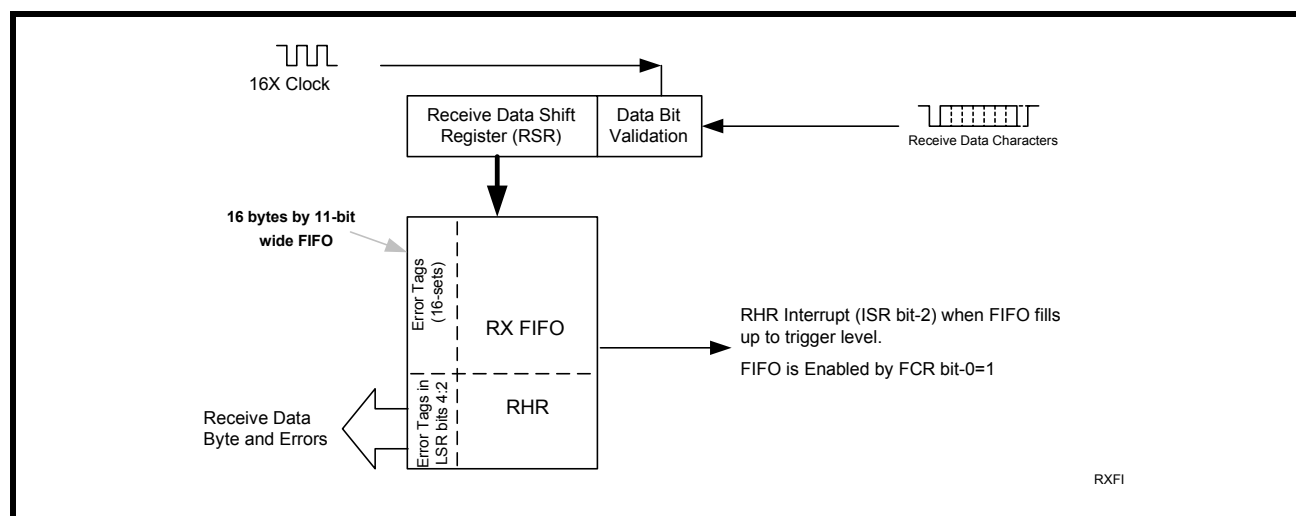 16X Clock
Receive Data Shift
Register (RSR)
Data Bit
Validation
Receive Data Characters
16 bytes by 11-bit
wide FIFO
Error Tags
(16-sets)
RX FIFO
RHR Interrupt (ISR bit-2) when FIFO fills
up to trigger level.
FIFO is Enabled by FCR bit-0=1
Error Tags in
LSR bits 4:2
RHR
Receive Data
Byte and Errors
RXFI